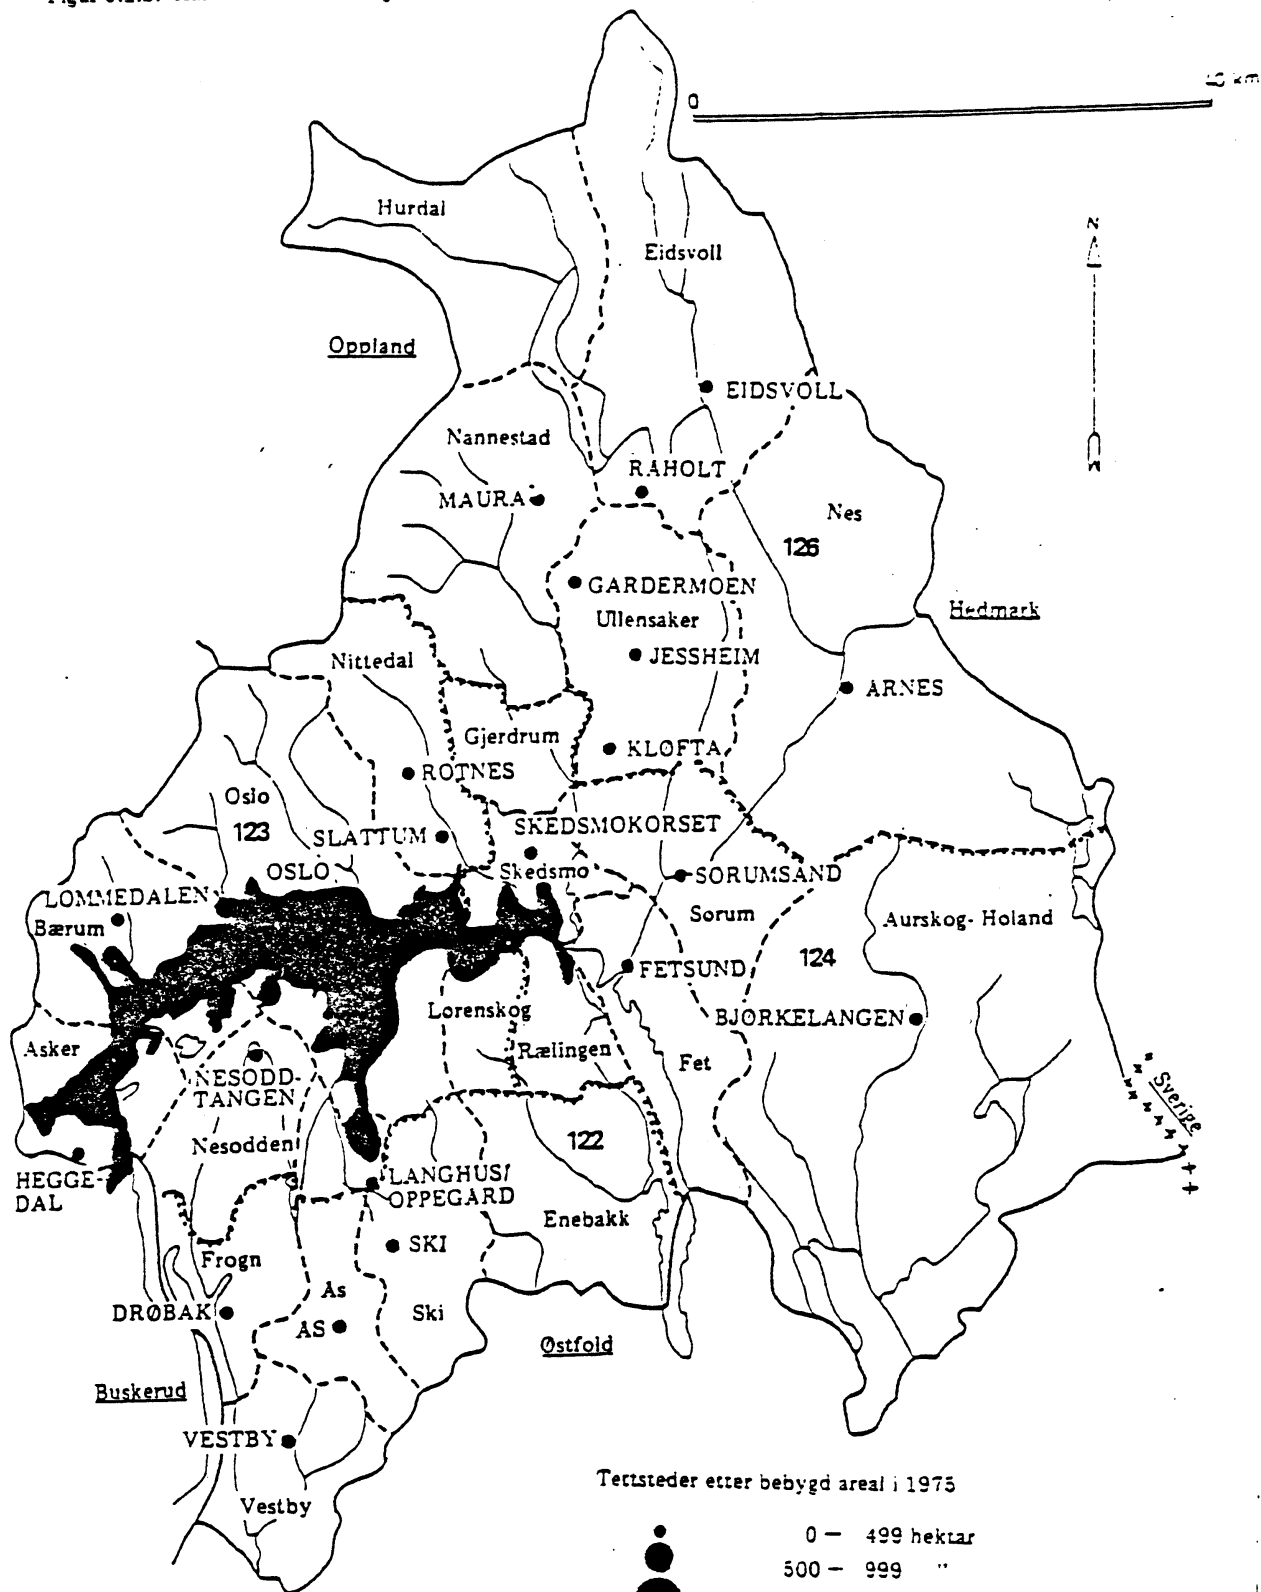 0
40 km
N
Hurdal
Eidsvoll
Oppland
EIDSVOLL
Nannestad
RAHOLT
MAURA
Nes
126
GARDERMOEN
Ullensaker
Hedmark
JESSHEIM
Nittedal
ARNES
Gjerdrum
KLØFTA
ROTNES
Oslo
123
SKEDSMOKORSET
SLATTUM
OSLO
Skedsmo
SORUMSAND
LOMMEDALEN
Bærum
Sorum
Aurskog-Holand
124
FETSUND
Lorenskog
BJORKELANGEN
Asker
Rælingen
Fet
NESODD-
TANGEN
Sverige
Nesodden
122
HEGGE-
DAL
LANGHUS/
OPPEGARD
Enebakk
SKI
Frogn
As
DRØBAK
AS
Ski
Østfold
Buskerud
VESTBY
Vestby
Tettsteder etter bebygd areal i 1975
0 – 499 hektar
500 – 999 "